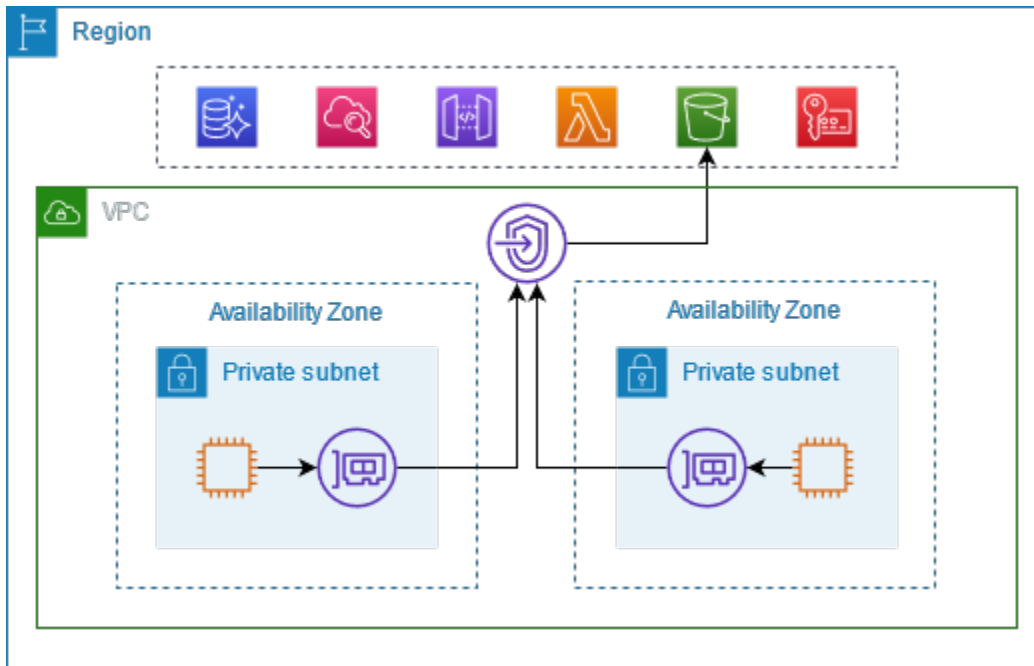 Region
VPC
Availability Zone
Private subnet
Availability Zone
Private subnet